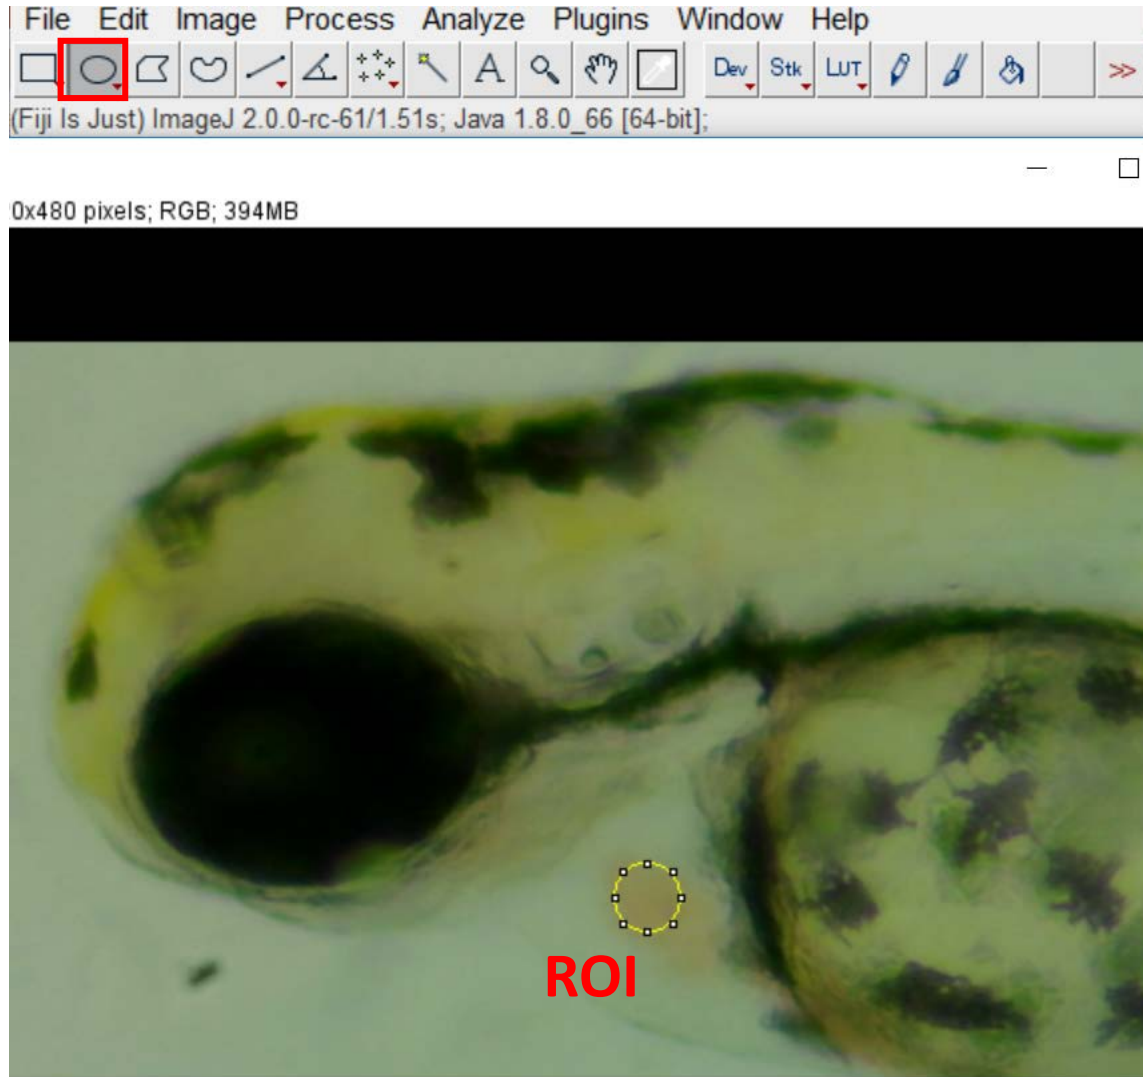 File Edit Image Process Analyze Plugins Window Help
A Dev Stk LUT >>
(Fiji Is Just) ImageJ 2.0.0-rc-61/1.51s; Java 1.8.0_66 [64-bit];
0x480 pixels; RGB; 394MB
ROI